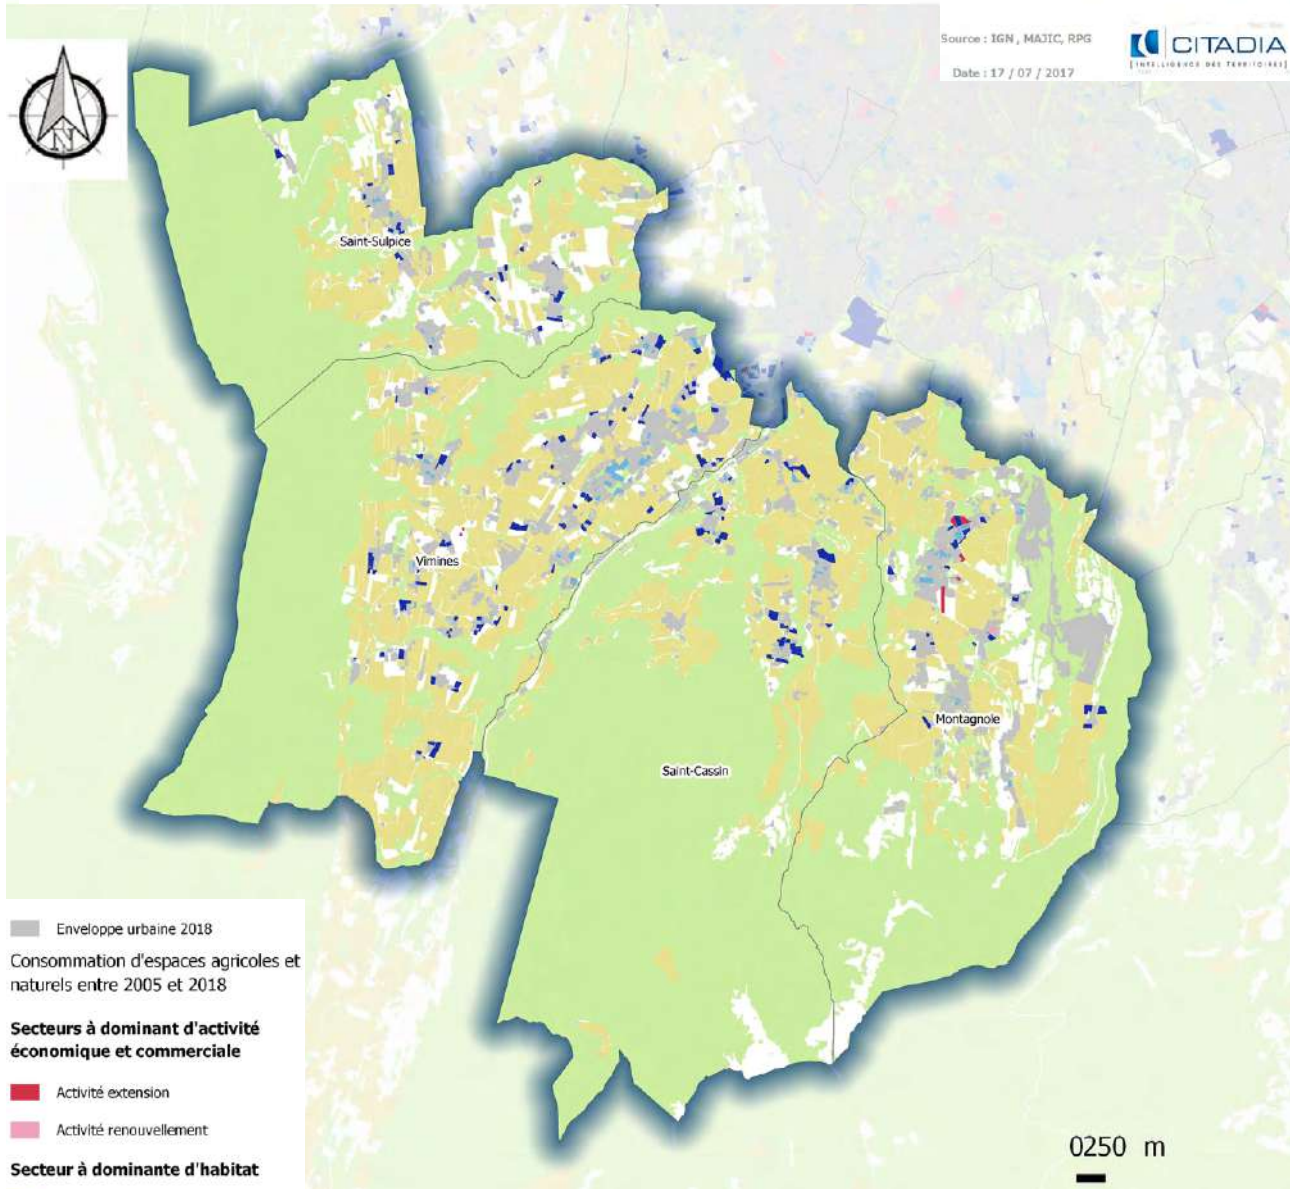 Source : IGN , MAJIC, RPG
Date : 17 / 07 / 2017
CITADIA
[ INTELLIGENCE DES TERRITOIRES ]
N
Saint-Sulpice
Vimines
Montagnole
Saint-Cassin
Enveloppe urbaine 2018
Consommation d'espaces agricoles et
naturels entre 2005 et 2018
Secteurs à dominant d'activité
économique et commerciale
Activité extension
Activité renouvellement
Secteur à dominante d'habitat
0250 m